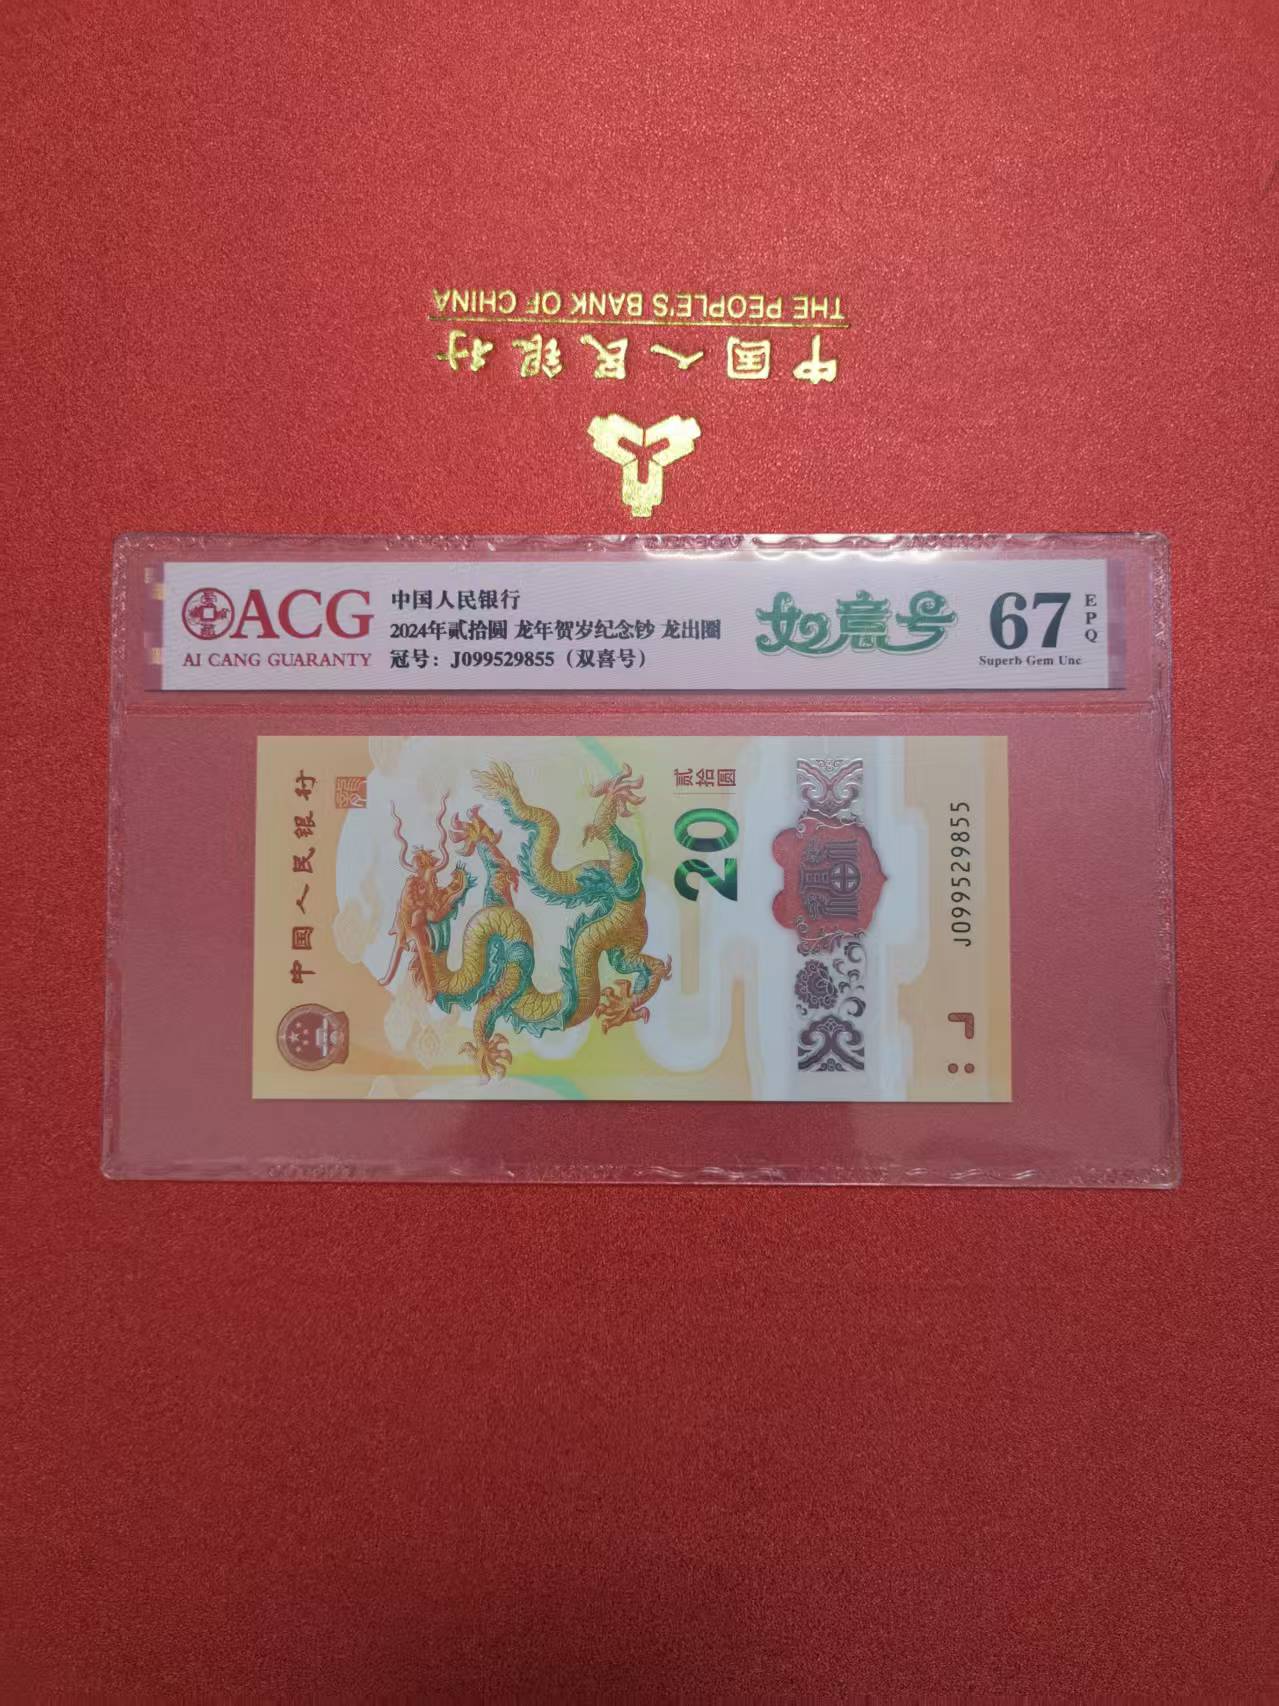 THE PEOPLE'S BANK OF CHINA
中国人民银行
ACG
AI CANG GUARANTY
中国人民银行
2024年贰拾圆 龙年贺岁纪念钞 龙出圈
冠号：J099529855（双喜号）
如意号
67
EPQ
Superb Gem Unc
中国人民银行
贰拾圆
20
福
J099529855